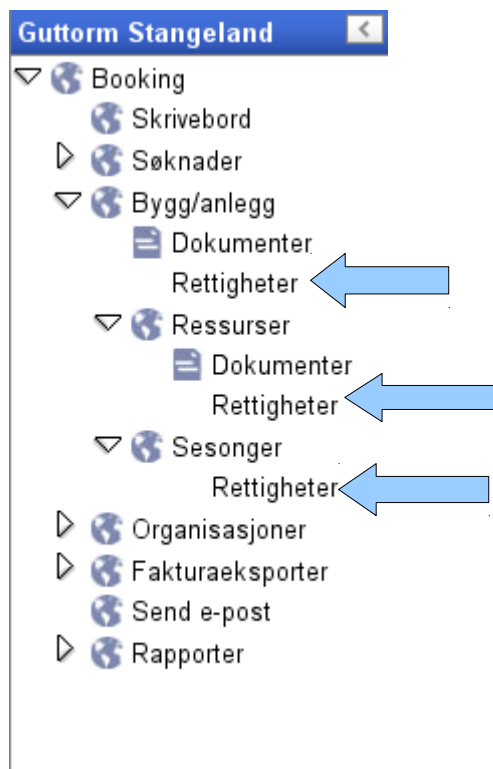 Guttorm Stangeland
Booking
Skrivebord
Søknader
Bygg/anlegg
Dokumenter
Rettigheter
Ressurser
Dokumenter
Rettigheter
Sesonger
Rettigheter
Organisasjoner
Fakturaeksporter
Send e-post
Rapporter